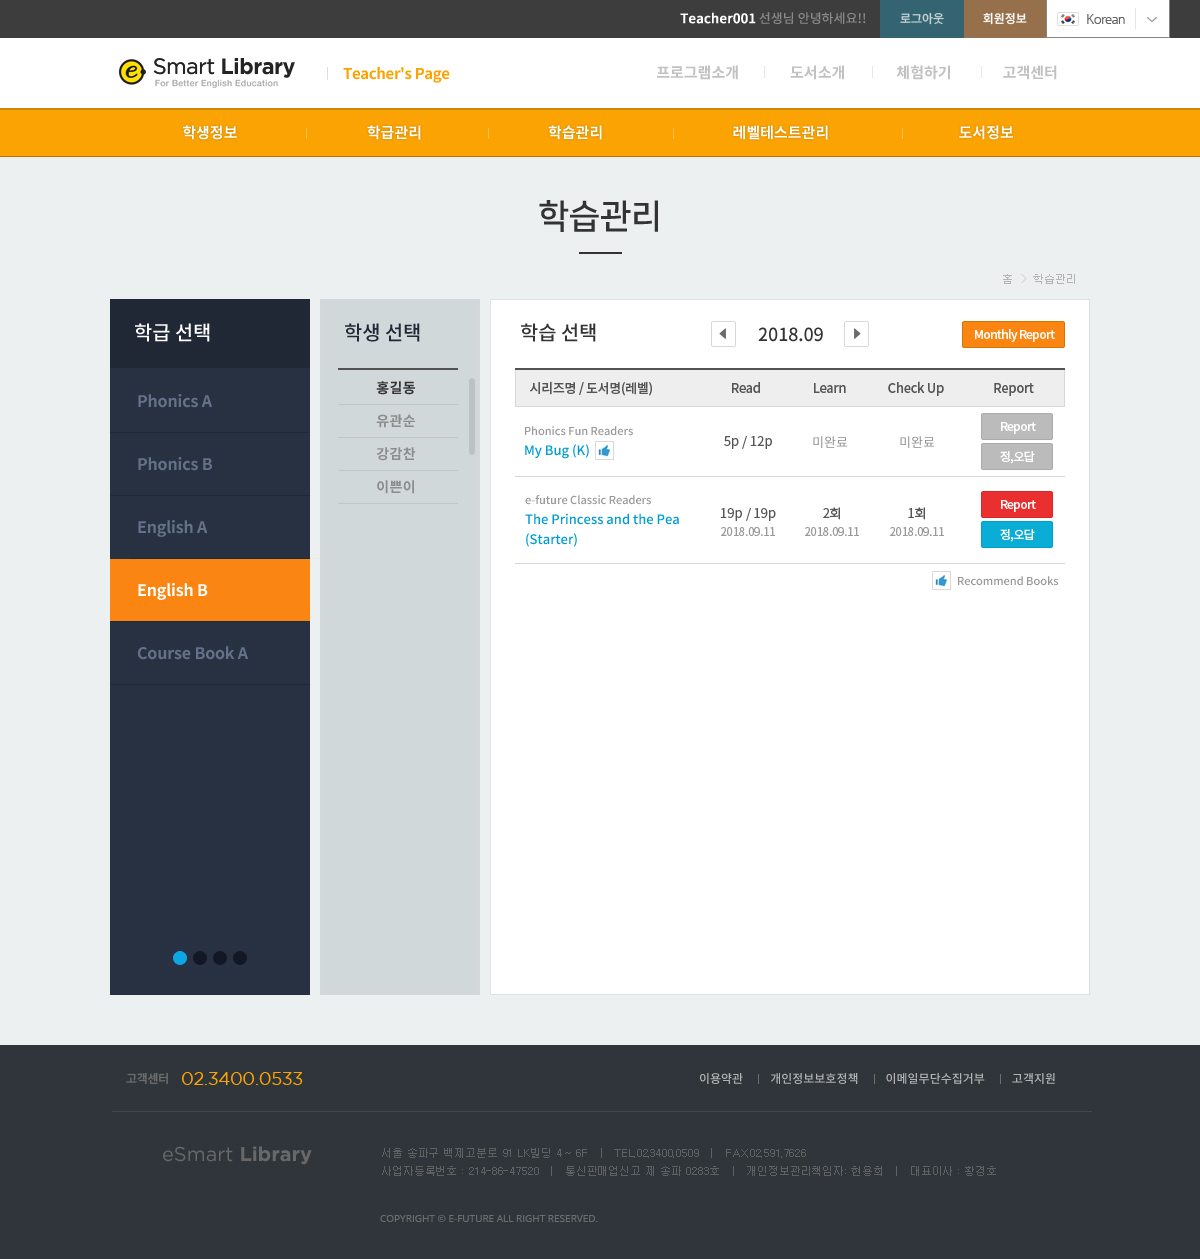 Teacher001 선생님 안녕하세요!! 로그아웃 회원정보 Korean
e Smart Library
For Better English Education
Teacher's Page
프로그램소개 도서소개 체험하기 고객센터
학생정보 학급관리 학습관리 레벨테스트관리 도서정보
학습관리
홈 > 학습관리
학급 선택
Phonics A
Phonics B
English A
English B
Course Book A
학생 선택
홍길동
유관순
강감찬
이쁜이
학습 선택 2018.09 Monthly Report
시리즈명 / 도서명(레벨) Read Learn Check Up Report
Phonics Fun Readers
My Bug (K) 5p / 12p 미완료 미완료 Report
정,오답
e-future Classic Readers
The Princess and the Pea
(Starter)
19p / 19p 2회 1회 Report
2018.09.11 2018.09.11 2018.09.11 정,오답
Recommend Books
고객센터 02.3400.0533
이용약관 | 개인정보보호정책 | 이메일무단수집거부 | 고객지원
eSmart Library
서울 송파구 백제고분로 91 LK빌딩 4 ~ 6F | TEL.02.3400.0509 | FAX.02.591.7626
사업자등록번호 : 214-86-47520 | 통신판매업신고 제 송파 0283호 | 개인정보관리책임자: 현용희 | 대표이사 : 황경호
COPYRIGHT © E-FUTURE ALL RIGHT RESERVED.